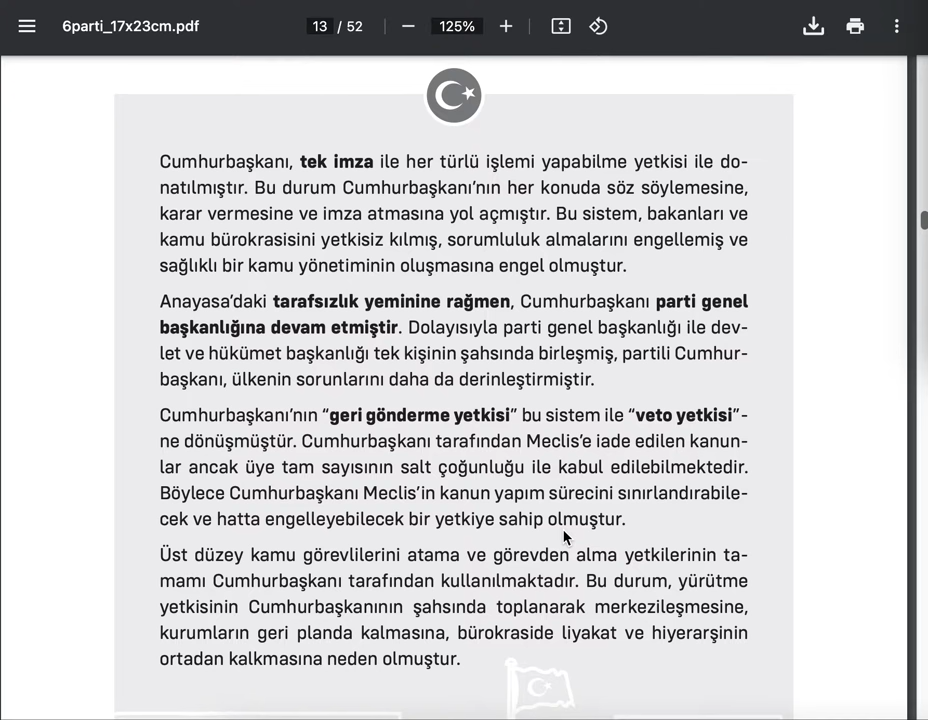 6parti_17x23cm.pdf 13 / 52 125%
Cumhurbaşkanı, tek imza ile her türlü işlemi yapabilme yetkisi ile do-
natılmıştır. Bu durum Cumhurbaşkanı’nın her konuda söz söylemesine,
karar vermesine ve imza atmasına yol açmıştır. Bu sistem, bakanları ve
kamu bürokrasisini yetkisiz kılmış, sorumluluk almalarını engellemiş ve
sağlıklı bir kamu yönetiminin oluşmasına engel olmuştur.
Anayasa’daki tarafsızlık yeminine rağmen, Cumhurbaşkanı parti genel
başkanlığına devam etmiştir. Dolayısıyla parti genel başkanlığı ile dev-
let ve hükümet başkanlığı tek kişinin şahsında birleşmiş, partili Cumhur-
başkanı, ülkenin sorunlarını daha da derinleştirmiştir.
Cumhurbaşkanı’nın “geri gönderme yetkisi” bu sistem ile “veto yetkisi”-
ne dönüşmüştür. Cumhurbaşkanı tarafından Meclis’e iade edilen kanun-
lar ancak üye tam sayısının salt çoğunluğu ile kabul edilebilmektedir.
Böylece Cumhurbaşkanı Meclis’in kanun yapım sürecini sınırlandırabile-
cek ve hatta engelleyebilecek bir yetkiye sahip olmuştur.
Üst düzey kamu görevlilerini atama ve görevden alma yetkilerinin ta-
mamı Cumhurbaşkanı tarafından kullanılmaktadır. Bu durum, yürütme
yetkisinin Cumhurbaşkanının şahsında toplanarak merkezileşmesine,
kurumların geri planda kalmasına, bürokraside liyakat ve hiyerarşinin
ortadan kalkmasına neden olmuştur.